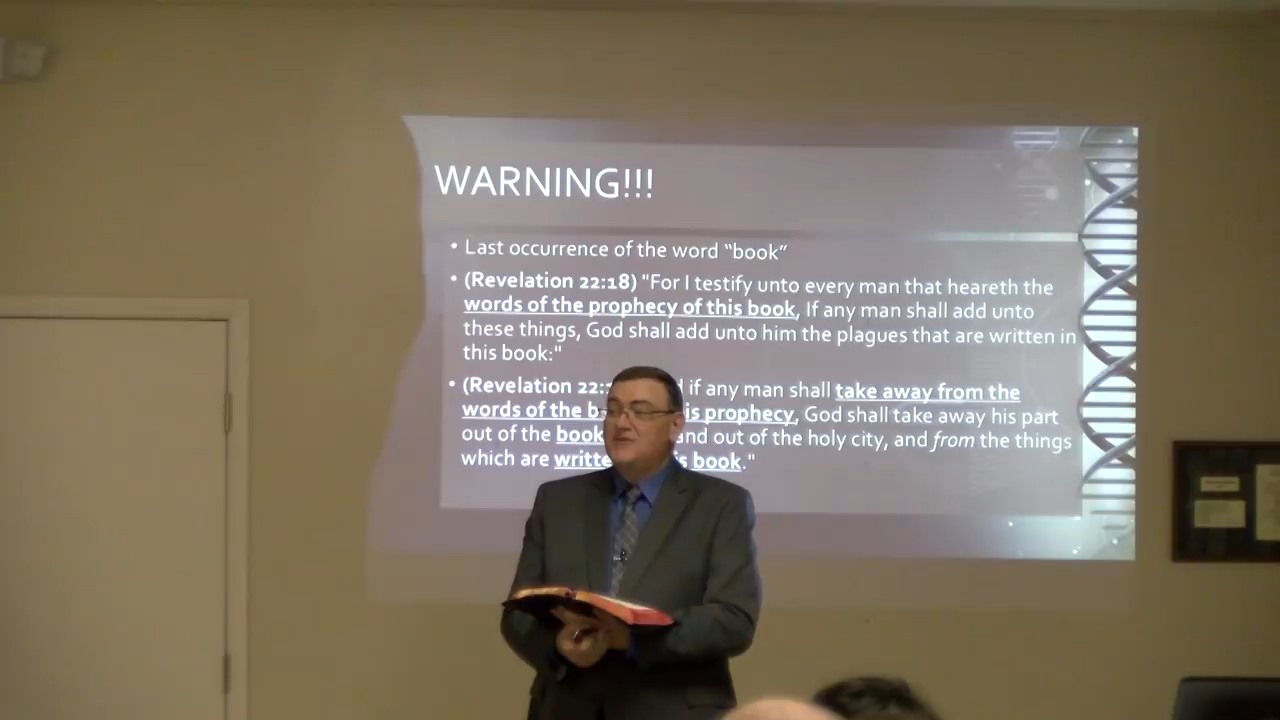 WARNING!!!
• Last occurrence of the word “book”
• (Revelation 22:18) "For I testify unto every man that heareth the
words of the prophecy of this book, If any man shall add unto
these things, God shall add unto him the plagues that are written in
this book:"
• (Revelation 22: if any man shall take away from the
words of the prophecy, God shall take away his part
out of the book and out of the holy city, and from the things
which are book."